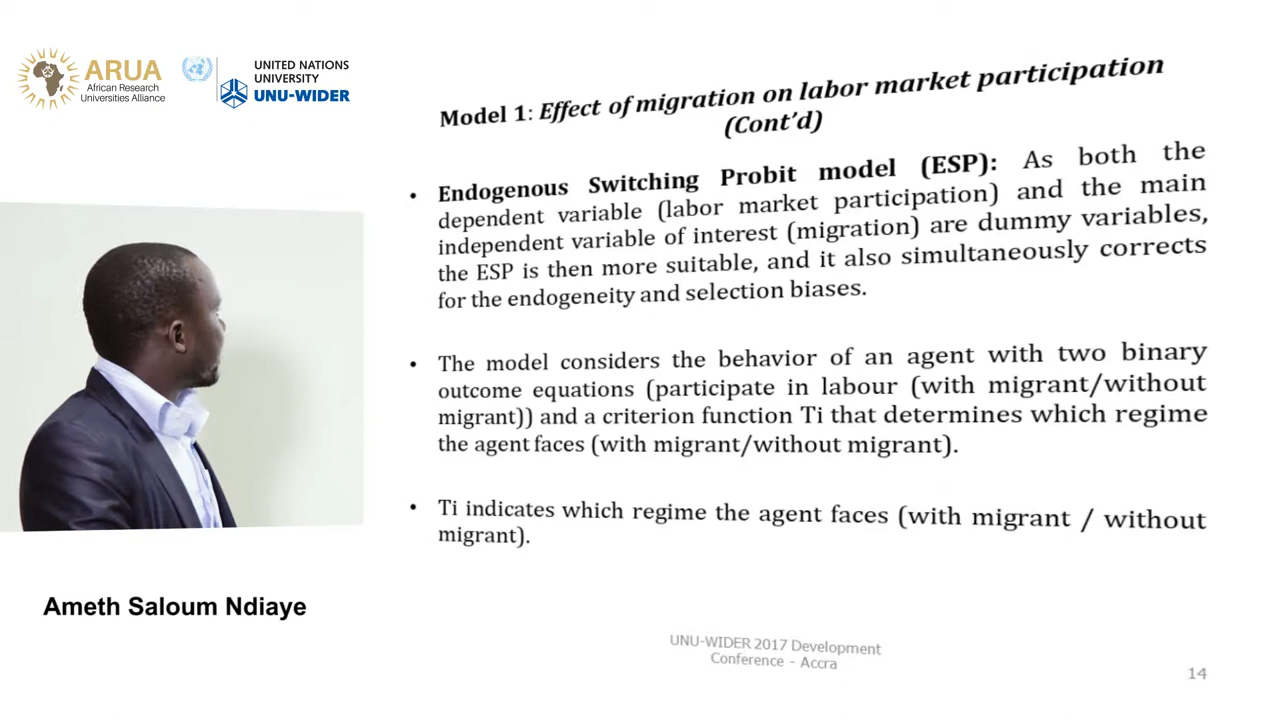 ARUA
African Research
Universities Alliance
UNITED NATIONS
UNIVERSITY
UNU-WIDER
Model 1: Effect of migration on labor market participation
(Cont'd)
• Endogenous Switching Probit model (ESP): As both the
dependent variable (labor market participation) and the main
independent variable of interest (migration) are dummy variables,
the ESP is then more suitable, and it also simultaneously corrects
for the endogeneity and selection biases.
• The model considers the behavior of an agent with two binary
outcome equations (participate in labour (with migrant/without
migrant)) and a criterion function Ti that determines which regime
the agent faces (with migrant/without migrant).
• Ti indicates which regime the agent faces (with migrant / without
migrant).
Ameth Saloum Ndiaye
UNU-WIDER 2017 Development
Conference - Accra
14